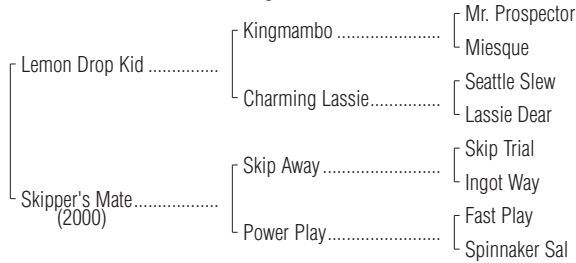 Mr. Prospector
Kingmambo ....................
Miesque
Lemon Drop Kid ...............
Seattle Slew
Charming Lassie...............
Lassie Dear
Skip Trial
Skip Away .......................
Ingot Way
Skipper's Mate..................
(2000)
Fast Play
Power Play......................
Spinnaker Sal